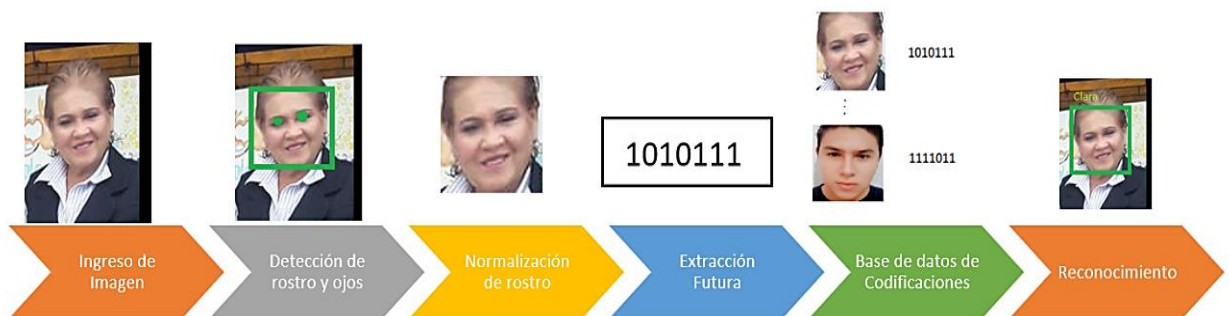 1010111
1010111
⋮
1111011
Clara
Ingreso de
Imagen
Detección de
rostro y ojos
Normalización
de rostro
Extracción
Futura
Base de datos de
Codificaciones
Reconocimiento